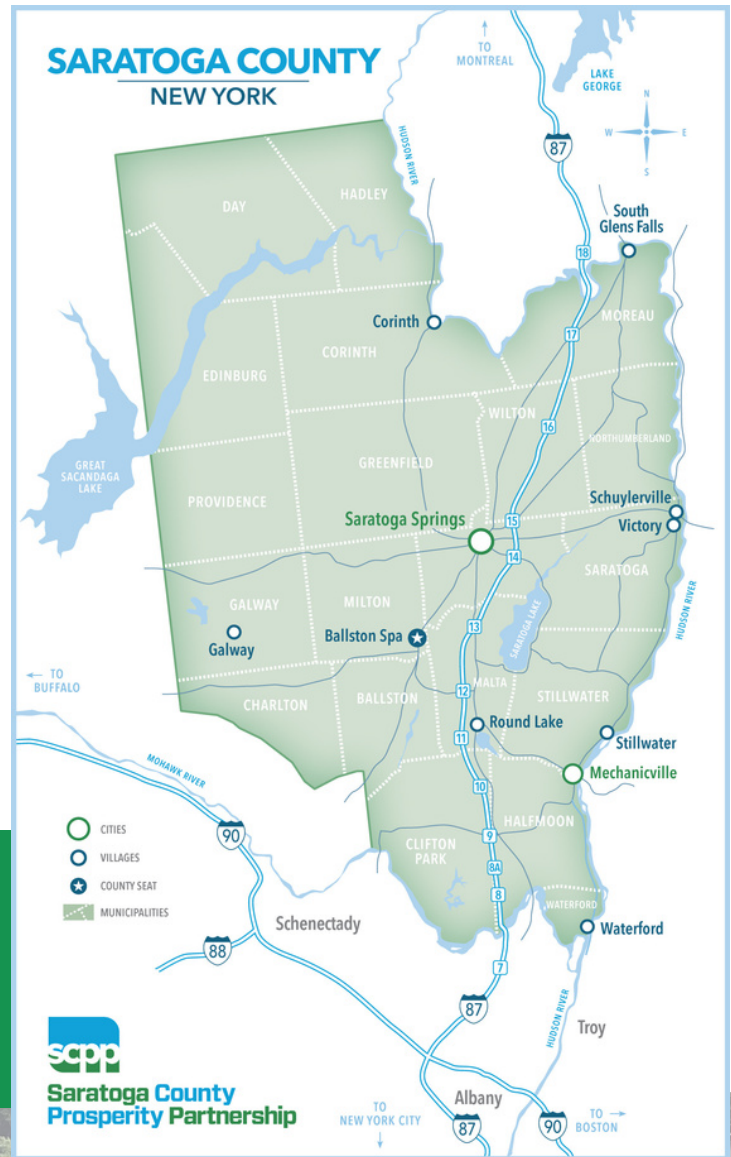 SARATOGA COUNTY
NEW YORK
TO
MONTREAL
LAKE
GEORGE
N
W
E
S
87
HUDSON RIVER
HADLEY
DAY
South
Glens Falls
18
MOREAU
Corinth
17
CORINTH
EDINBURG
WILTON
16
NORTHUMBERLAND
GREENFIELD
GREAT
SACANDAGA
LAKE
PROVIDENCE
Schuylerville
Saratoga Springs
15
Victory
14
SARATOGA
GALWAY
MILTON
13
Ballston Spa
Galway
SARATOGA LAKE
HUDSON RIVER
TO
BUFFALO
12
MALTA
STILLWATER
CHARLTON
BALLSTON
Round Lake
11
Stillwater
MOHAWK RIVER
Mechanicville
10
HALFMOON
CITIES
90
9
CLIFTON
PARK
VILLAGES
8A
COUNTY SEAT
8
WATERFORD
MUNICIPALITIES
Schenectady
Waterford
88
7
87
HUDSON RIVER
Troy
scpp
Saratoga County
Prosperity Partnership
Albany
TO
NEW YORK CITY
87
90
TO
BOSTON